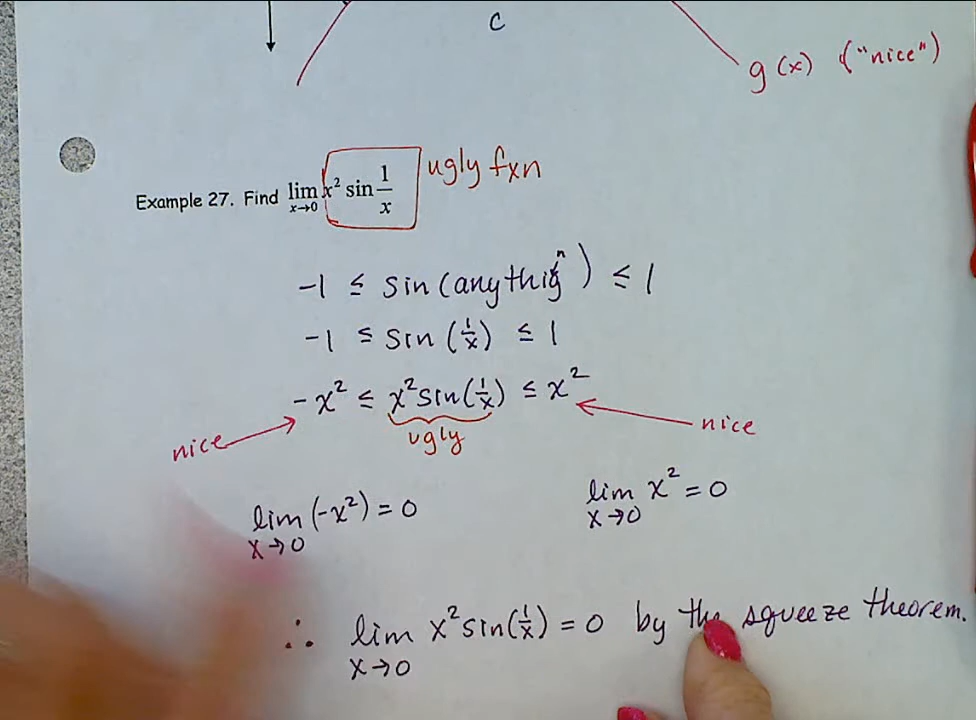 C
g(x) ("nice")
Example 27. Find lim x→0 x² sin 1/x ugly fxn
-1 ≤ sin(anything) ≤ 1
-1 ≤ sin(1/x) ≤ 1
-x² ≤ x²sin(1/x) ≤ x²
nice ugly nice
lim x→0 (-x²) = 0
lim x→0 x² = 0
∴ lim x→0 x²sin(1/x) = 0 by the squeeze theorem.